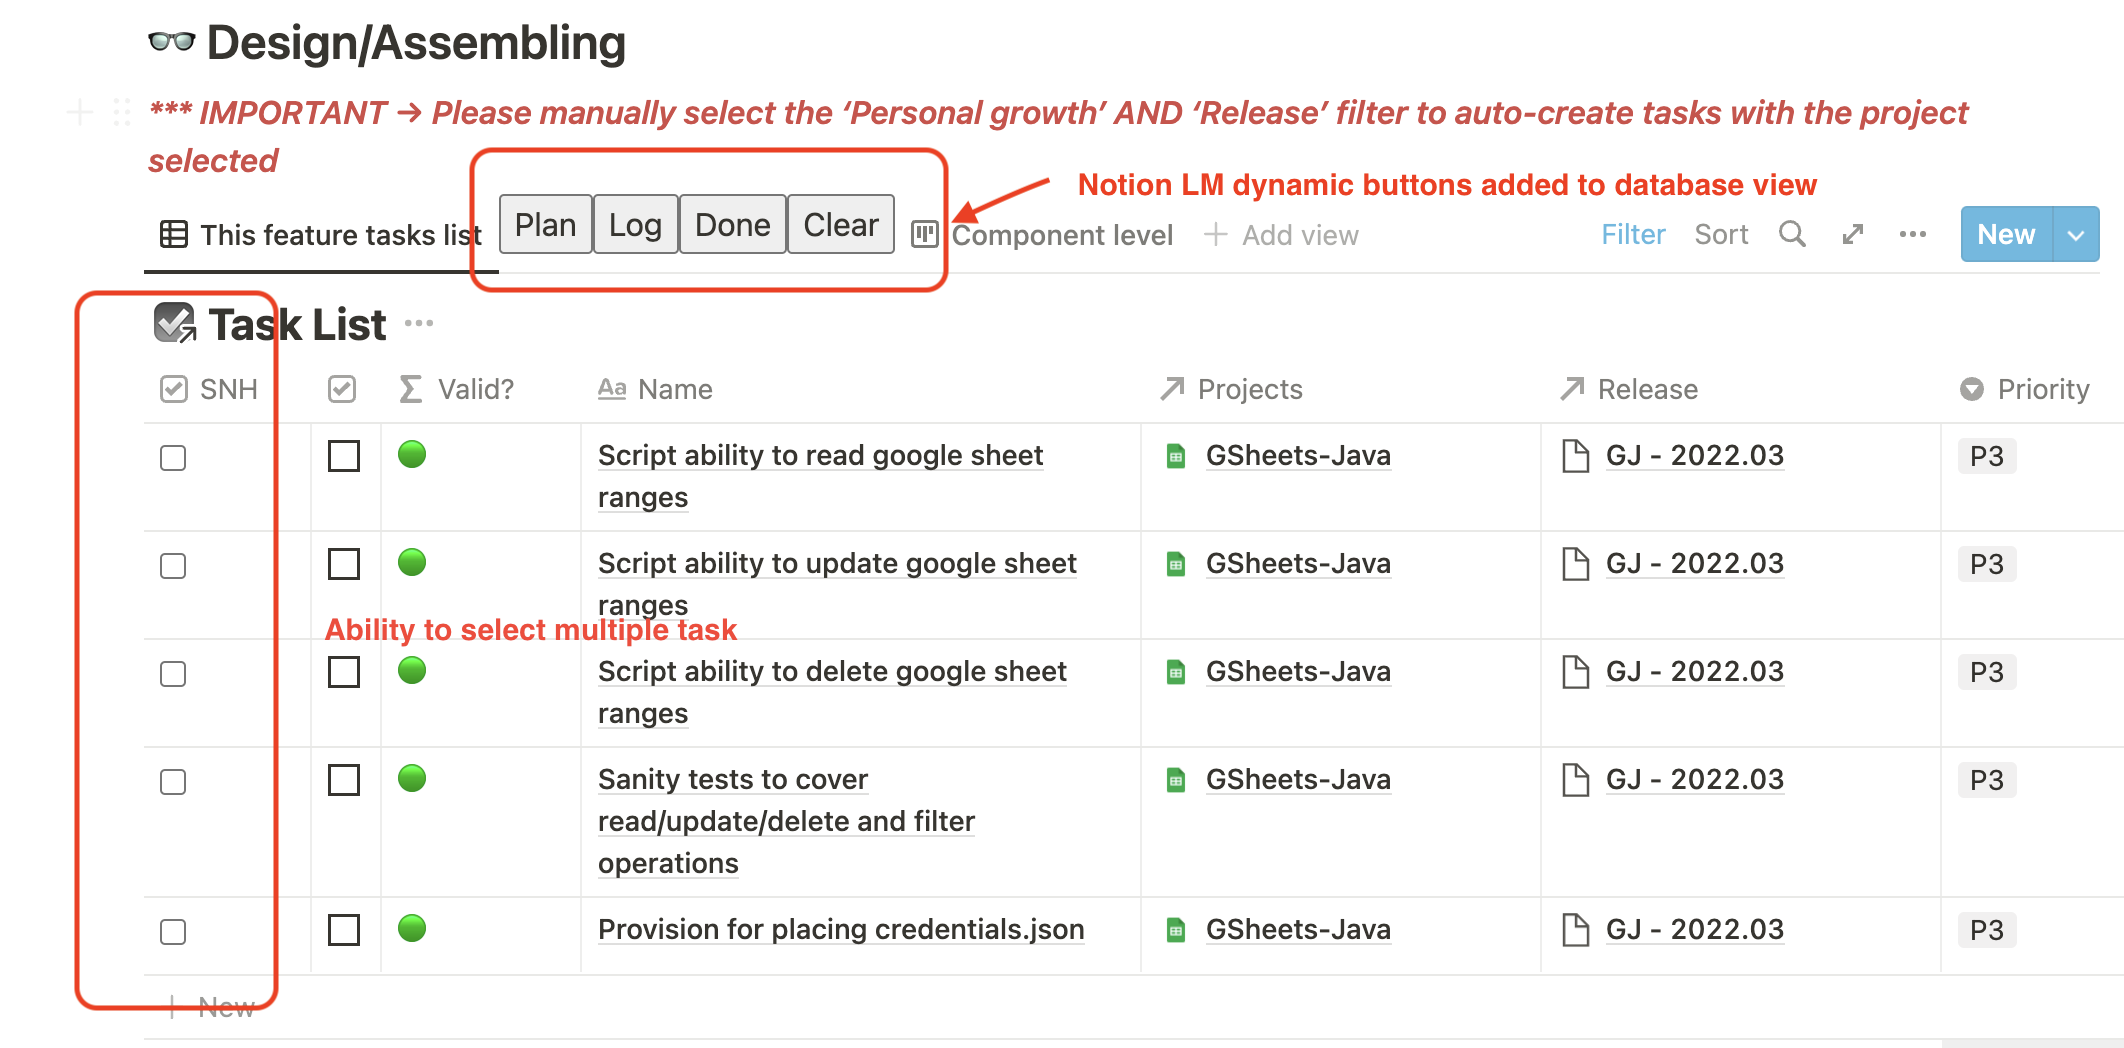 Design/Assembling
*** IMPORTANT → Please manually select the ‘Personal growth’ AND ‘Release’ filter to auto-create tasks with the project
selected
Notion LM dynamic buttons added to database view
This feature tasks list Plan Log Done Clear Component level + Add view Filter Sort New
Task List
SNH Valid? Aa Name Projects Release Priority
Script ability to read google sheet GSheets-Java GJ - 2022.03 P3
ranges
Script ability to update google sheet GSheets-Java GJ - 2022.03 P3
ranges
Ability to select multiple task
Script ability to delete google sheet GSheets-Java GJ - 2022.03 P3
ranges
Sanity tests to cover GSheets-Java GJ - 2022.03 P3
read/update/delete and filter
operations
Provision for placing credentials.json GSheets-Java GJ - 2022.03 P3
+ New